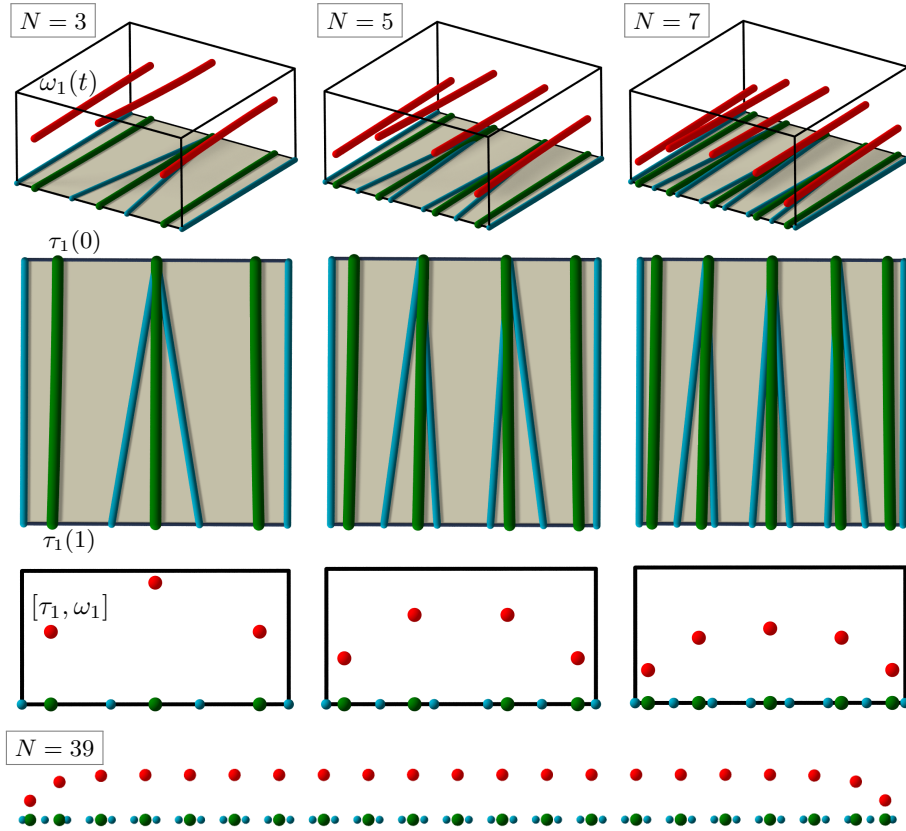 N = 3
N = 5
N = 7
ω₁(t)
τ₁(0)
τ₁(1)
[τ₁, ω₁]
N = 39